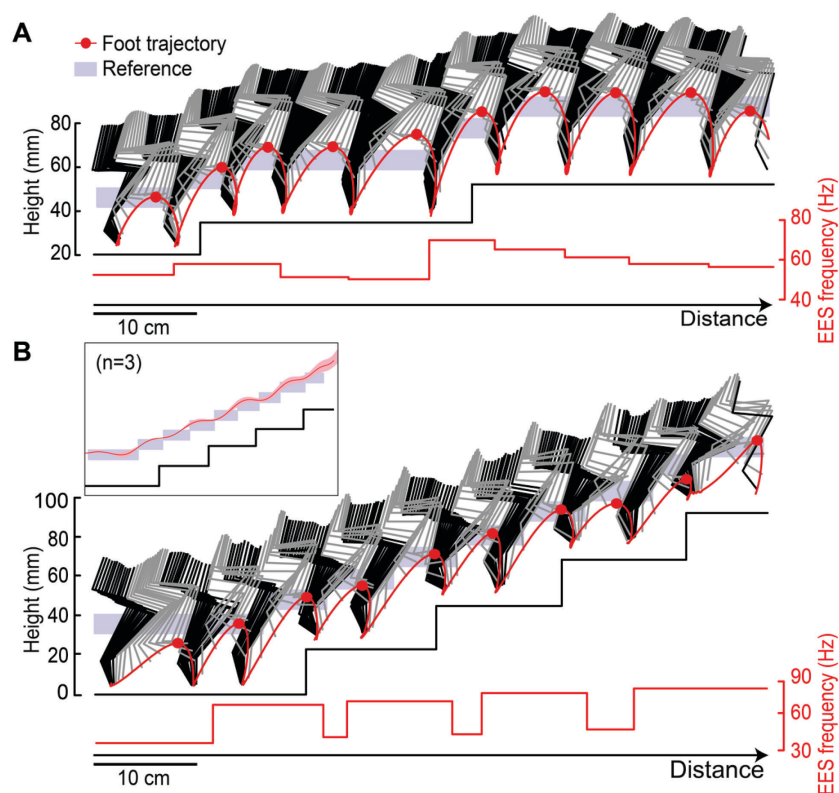 A
Foot trajectory
Reference
80
60
40
20
Height (mm)
80
60
40
EES frequency (Hz)
10 cm
Distance
B
(n=3)
100
80
60
40
20
0
Height (mm)
90
60
30
EES frequency (Hz)
10 cm
Distance